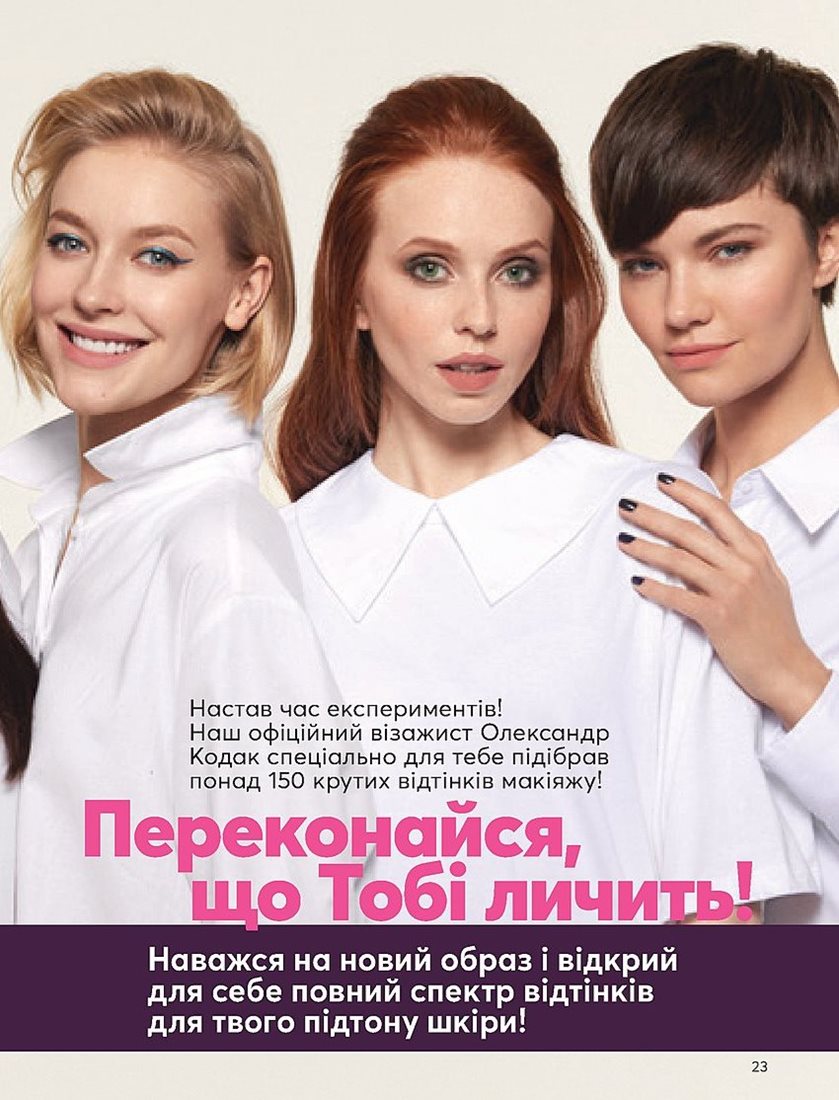 Настав час експериментів!
Наш офіційний візажист Олександр
Кодак спеціально для тебе підібрав
понад 150 крутих відтінків макіяжу!
Переконайся,
що Тобі личить!
Наважся на новий образ і відкрий
для себе повний спектр відтінків
для твого підтону шкіри!
23